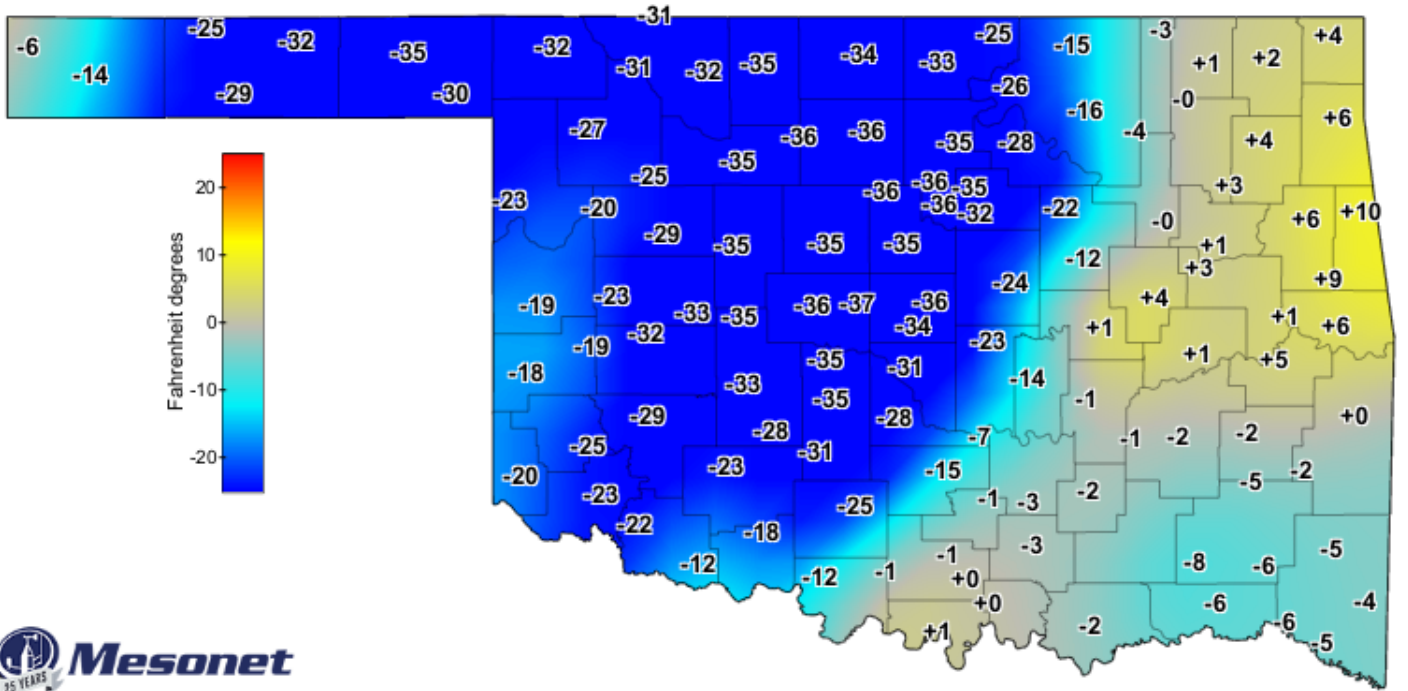 -31
-25 -32 -35 -32 -34 -33 -25 -15 -3 +4
-6 -14 -31 -32 -35 +1 +2
-29 -30 -26 -16 -0 +6
-27 -36 -36 -35 -28 -4 +4
-35 -25 -36 -36 -35 +3
-23 -20 -36 -32 -22 -0 +6 +10
-29 -35 -35 -35 -12 +1
+3 +9
-24
-19 -23 -33 -35 -36 -37 -36 +4 +1 +6
-32 -34 +1
-19 -23 +1 +5
-18 -33 -35 -31 -14
-29 -35 -28 -1 +0
-25 -28 -31 -7 -1 -2 -2
-20 -23 -15 -5 -2
-23 -25 -1 -3 -2
-22 -18
-12 -12 -1 -1 -3 -8 -6 -5
+0
+0 -6 -4
+1 -2 -6 -5
Fahrenheit degrees
20
10
0
-10
-20
Mesonet
25 YEARS